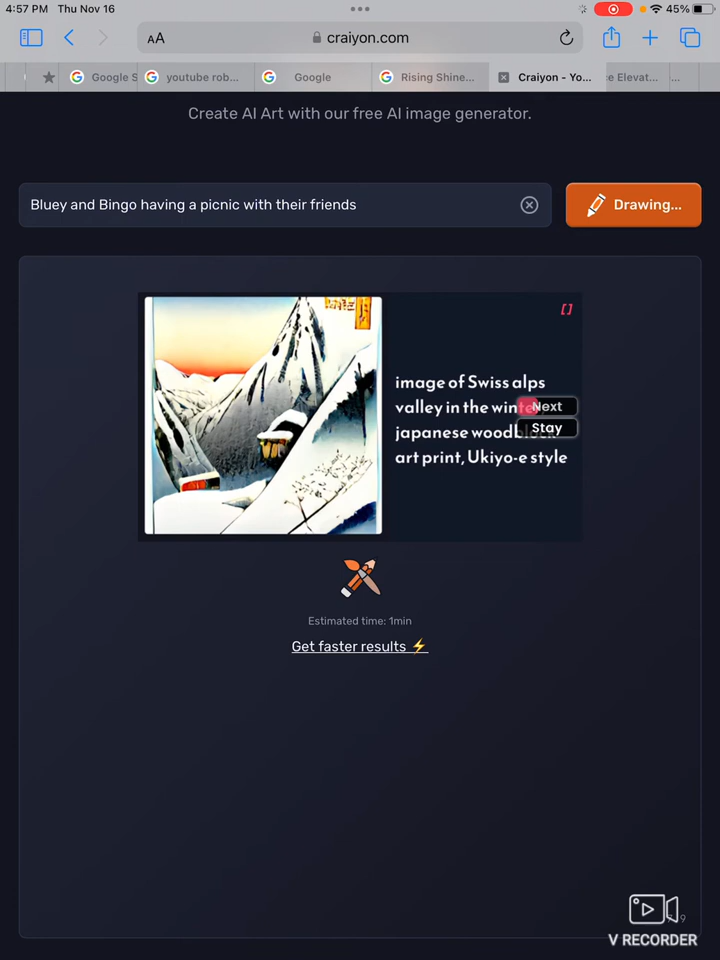 4:57 PM Thu Nov 16
45%
AA
craiyon.com
Google S
youtube rob...
Google
Rising Shine...
Craiyon - Yo...
e Elevat...
...
Create AI Art with our free AI image generator.
Bluey and Bingo having a picnic with their friends
Drawing...
[]
image of Swiss alps
valley in the winte
Next
japanese woodblock
Stay
art print, Ukiyo-e style
Estimated time: 1min
Get faster results ⚡
V RECORDER